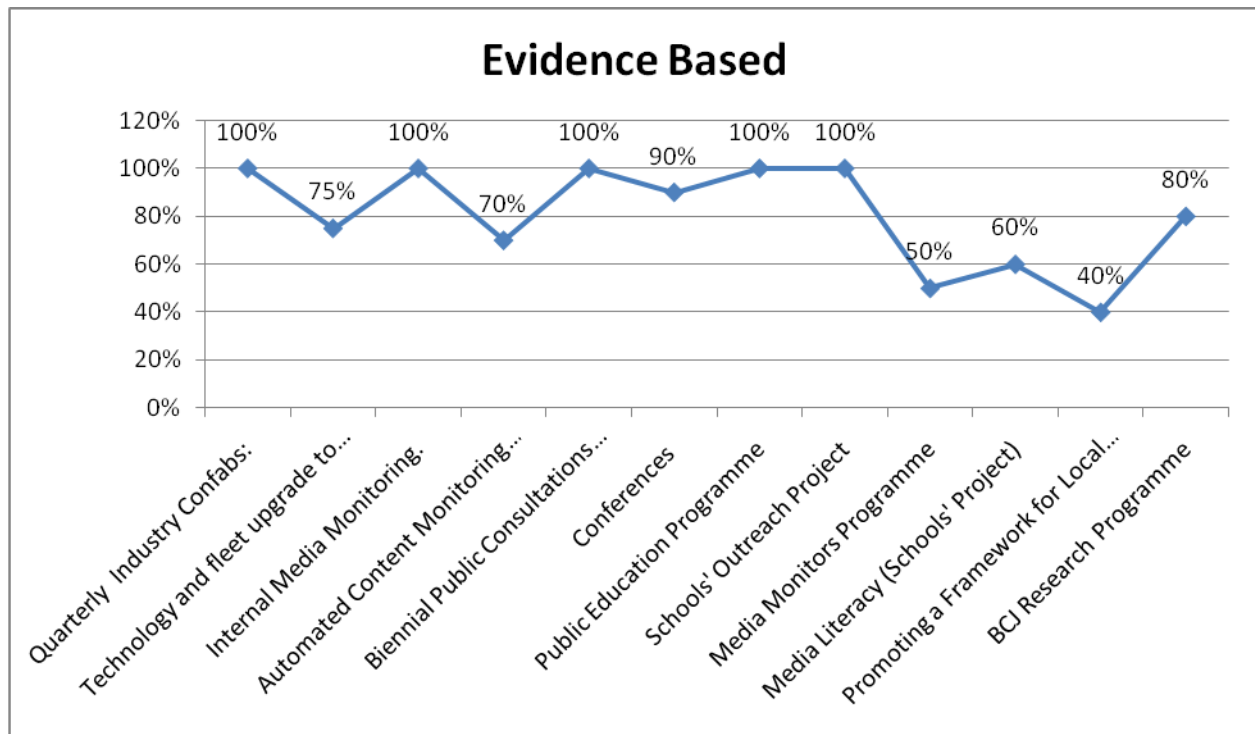 Evidence Based
120%
100%
80%
60%
40%
20%
0%
100%
75%
100%
70%
100%
90%
100%
100%
50%
60%
40%
80%
Quarterly Industry Confabs:
Technology and fleet upgrade to...
Internal Media Monitoring.
Automated Content Monitoring...
Biennial Public Consultations...
Conferences
Public Education Programme
Schools' Outreach Project
Media Monitors Programme
Media Literacy (Schools' Project)
Promoting a Framework for Local...
BCJ Research Programme